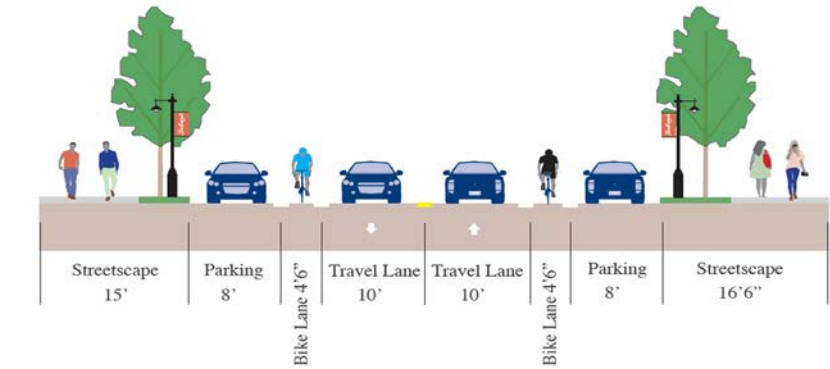 Streetscape
15’
Parking
8’
Bike Lane 4’6”
Travel Lane
10’
Travel Lane
10’
Bike Lane 4’6”
Parking
8’
Streetscape
16’6”